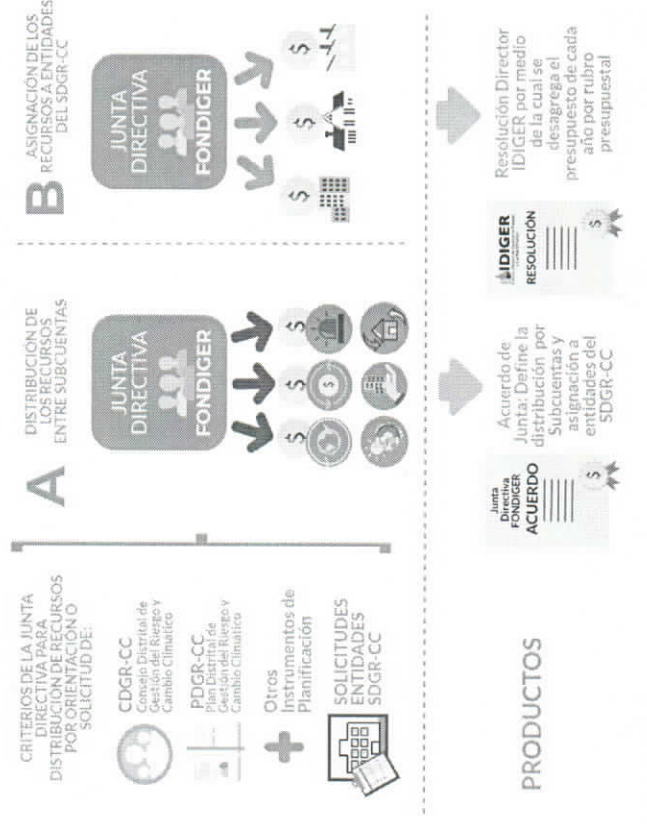 CRITERIOS DE LA JUNTA
DIRECTIVA PARA
DISTRIBUCIÓN DE RECURSOS
POR ORIENTACIÓN O
SOLICITUD DE:
CDGR-CC
Consejo Distrital de
Gestión del Riesgo y
Cambio Climático
PDGR-CC
Plan Distrital de
Gestión del Riesgo y
Cambio Climático
Otros
Instrumentos de
Planificación
SOLICITUDES
ENTIDADES
SDGR-CC
A
DISTRIBUCIÓN DE
LOS RECURSOS
ENTRE SUBCUENTAS
JUNTA
DIRECTIVA
FONDIGER
$ $ $
$
B
ASIGNACIÓN DE LOS
RECURSOS A ENTIDADES
DEL SDGR-CC
JUNTA
DIRECTIVA
FONDIGER
$ $ $
PRODUCTOS
Junta
Directiva
FONDIGER
ACUERDO
$
Acuerdo de
Junta: Define la
distribución por
Subcuentas y
asignación a
entidades del
SDGR-CC
IDIGER
RESOLUCIÓN
$
Resolución Director
IDIGER por medio
de la cual se
desagrega el
presupuesto de cada
año por rubro
presupuestal